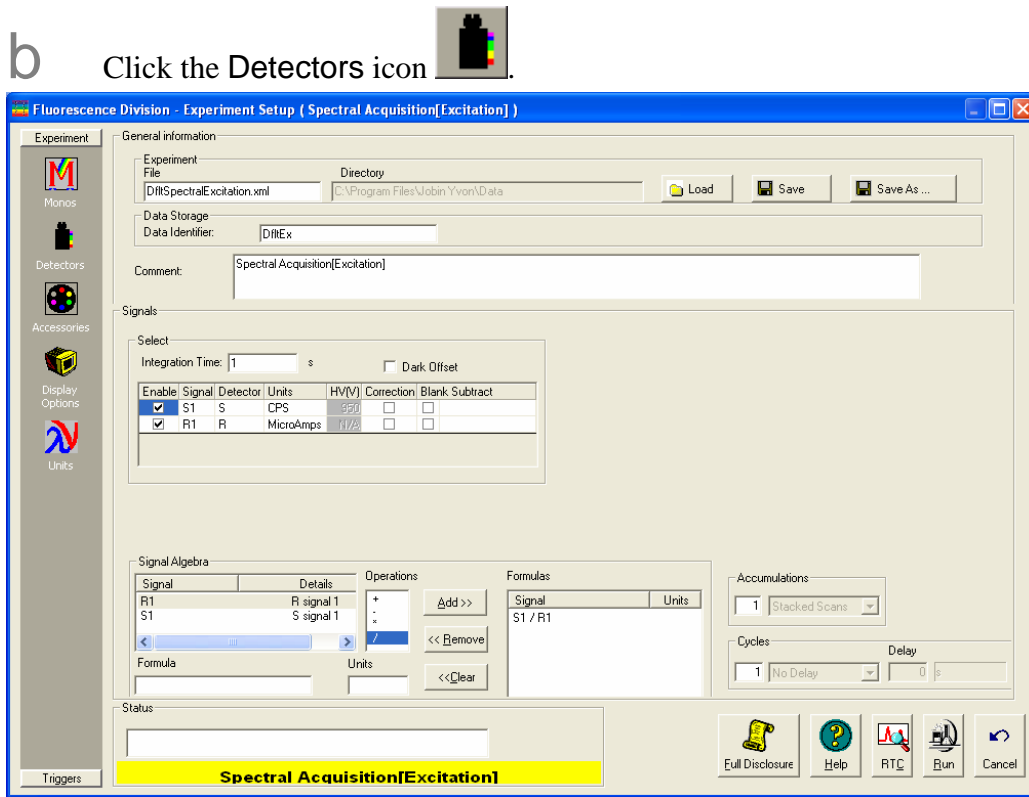 b Click the Detectors icon .
Fluorescence Division - Experiment Setup ( Spectral Acquisition[Excitation] )
Experiment
Monos
Detectors
Accessories
Display
Options
Units
Triggers
General information
Experiment
File Directory
DfltSpectralExcitation.xml C:\Program Files\Jobin Yvon\Data Load Save Save As ...
Data Storage
Data Identifier: DfltEx
Comment: Spectral Acquisition[Excitation]
Signals
Select
Integration Time: 1 s Dark Offset
Enable Signal Detector Units HV(V) Correction Blank Subtract
S1 S CPS 950
R1 R MicroAmps N/A
Signal Algebra
Signal Details
R1 R signal 1
S1 S signal 1
Operations
+
-
*
/
Add >>
<< Remove
<<Clear
Formula Units
Formulas
Signal Units
S1 / R1
Accumulations
1 Stacked Scans
Cycles Delay
1 No Delay 0 s
Status
Spectral Acquisition[Excitation]
Full Disclosure Help RTC Run Cancel